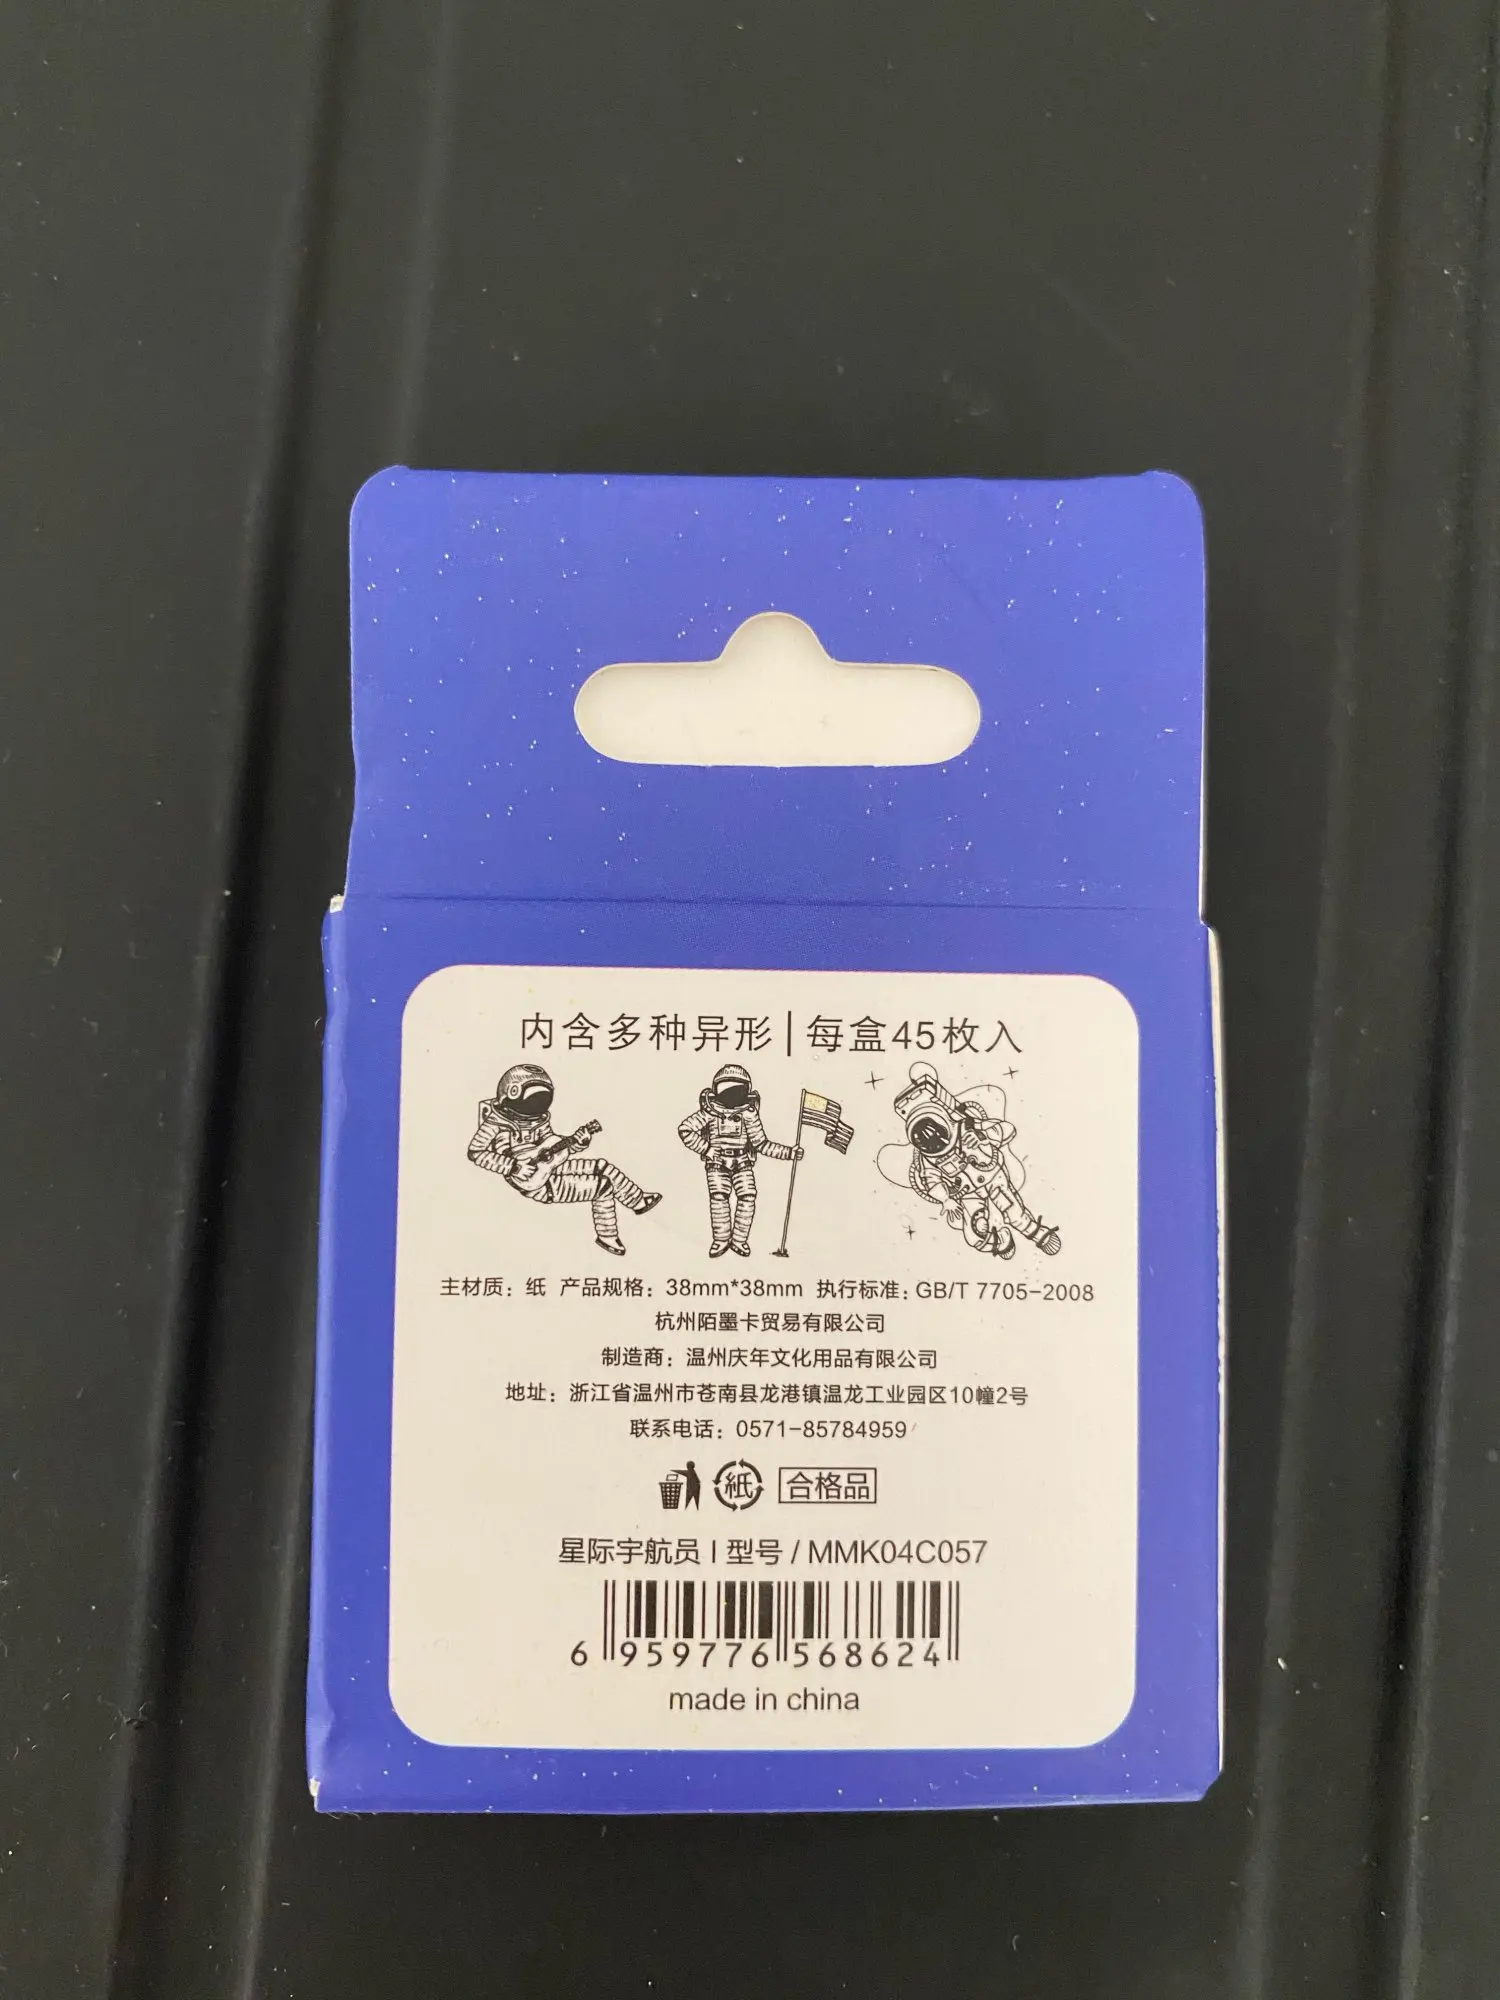 内含多种异形|每盒45枚入
主材质：纸 产品规格：38mm*38mm 执行标准：GB/T 7705-2008
杭州陌墨卡贸易有限公司
制造商：温州庆年文化用品有限公司
地址：浙江省温州市苍南县龙港镇温龙工业园区10幢2号
联系电话：0571-85784959
紙 合格品
星际宇航员 | 型号 / MMK04C057
6 959776 568624
made in china